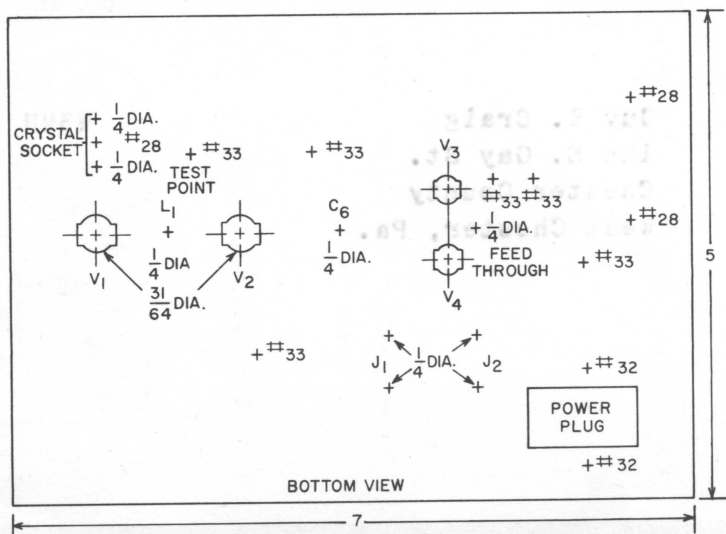 #28
1/4 DIA.
CRYSTAL SOCKET
#28
1/4 DIA.
#33
TEST POINT
#33
V3
#33 #33
1/4 DIA.
FEED THROUGH
#28
#33
L1
C6
1/4 DIA
1/4 DIA.
V1
V2
V4
31/64 DIA.
#33
J1
1/4 DIA.
J2
#32
POWER
PLUG
#32
BOTTOM VIEW
5
7